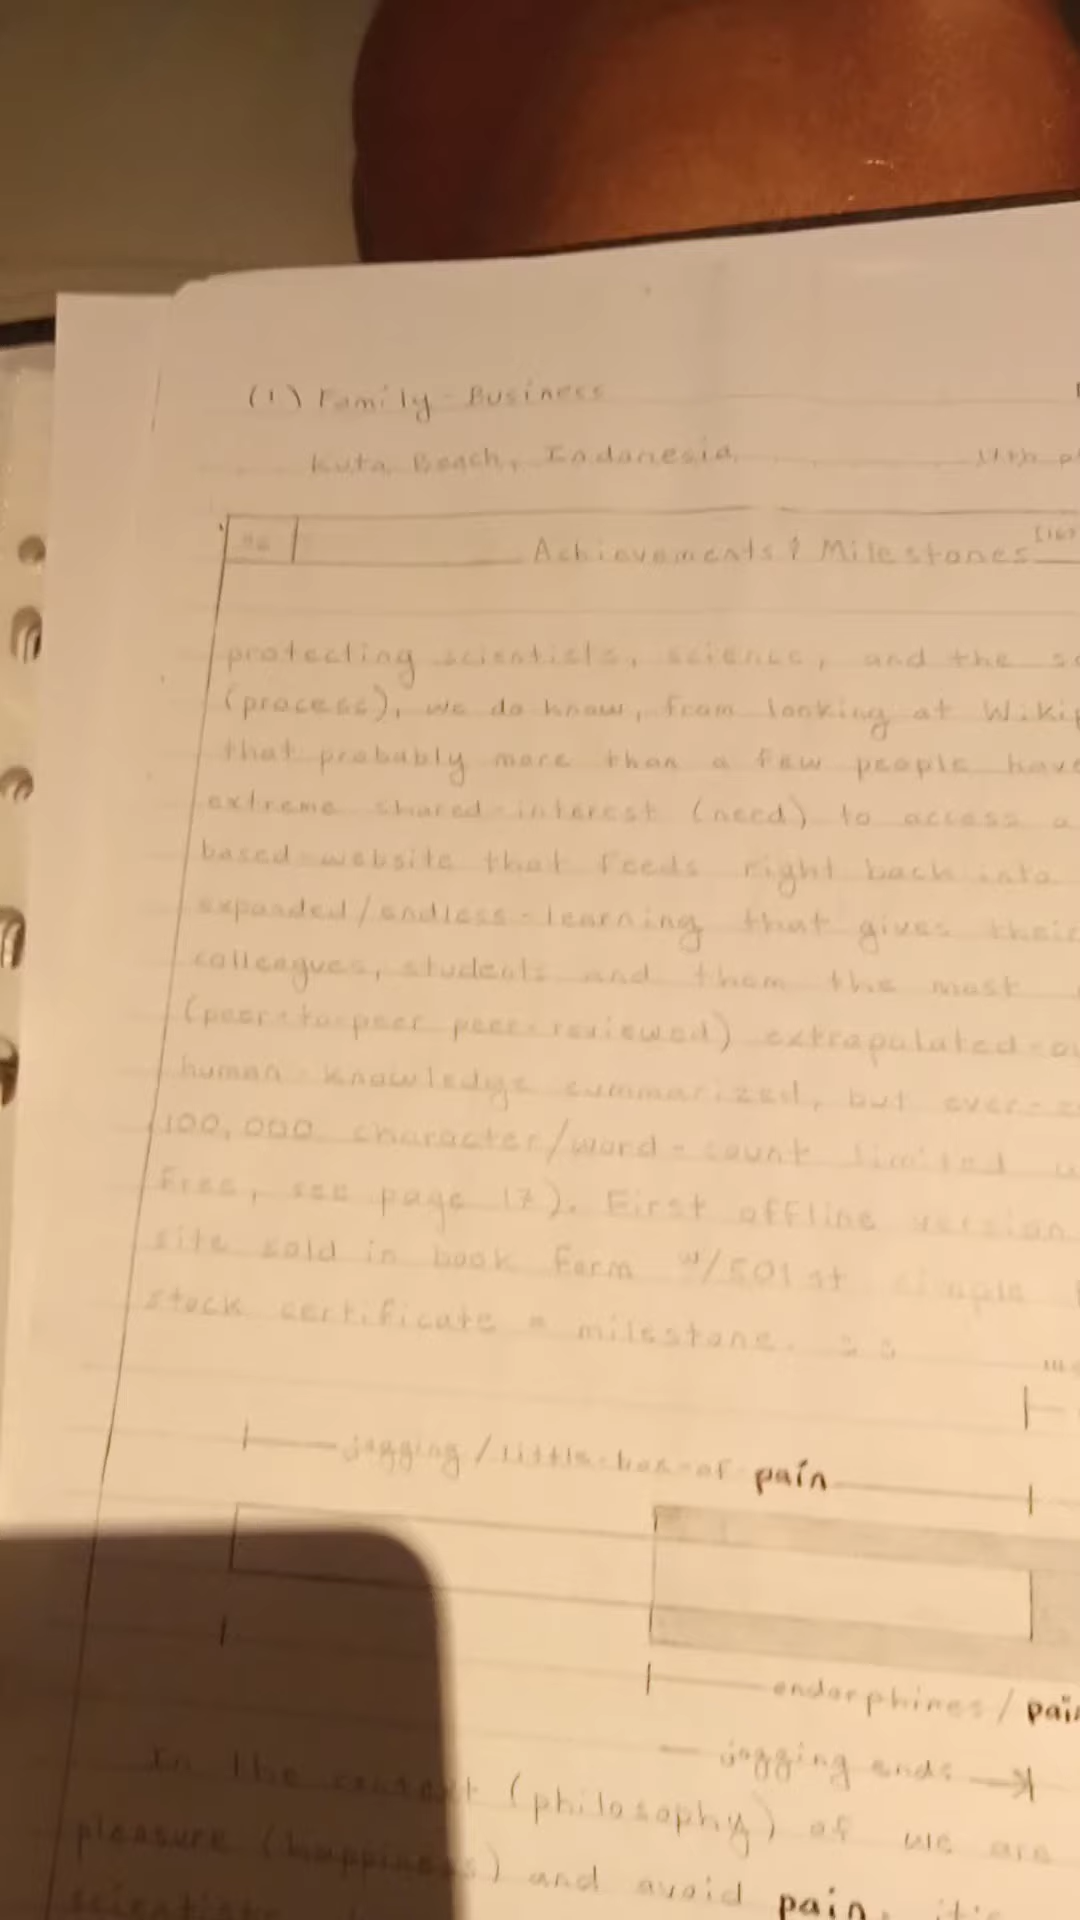 (1) Family-Business
Kuta Beach, Indonesia
Achievements & Milestones
protecting scientists, science, and the
(process), we do know, from looking at
that probably more than a few people have
extreme shared-interest (need) to access a
based-website that feeds right back into
expanded/endless-learning that gives their
colleagues, students and them the most
(peer-to-peer peer-reviewed) extrapolated
human-knowledge summarized, but
100,000 character/word-count limited
Free, see page 17). First offline version
site sold in book form w/501st simple
stock certificate = milestone.
jogging / little-box-of-pain
endorphines/
jogging ends
In the context (philosophy) of we are
pleasure (happiness) and avoid pain, it's
scientists